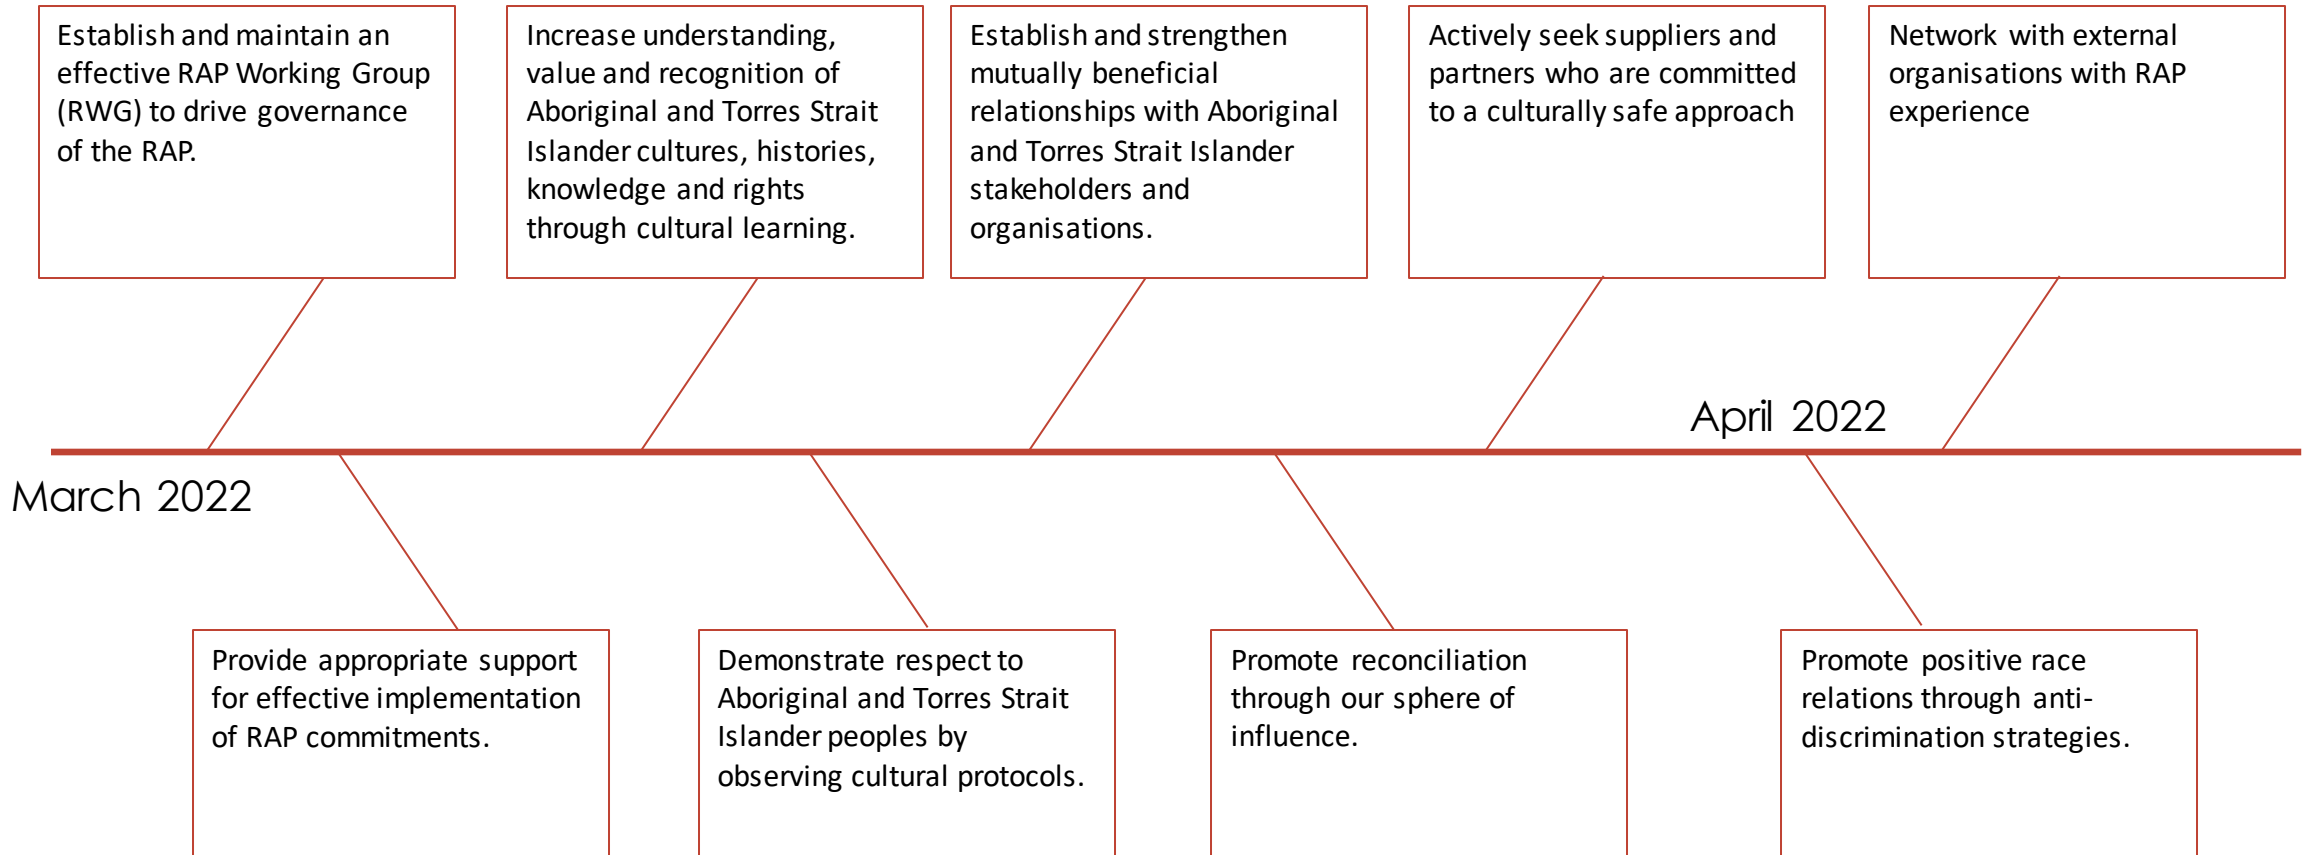 Establish and maintain an
effective RAP Working Group
(RWG) to drive governance
of the RAP.
Increase understanding,
value and recognition of
Aboriginal and Torres Strait
Islander cultures, histories,
knowledge and rights
through cultural learning.
Establish and strengthen
mutually beneficial
relationships with Aboriginal
and Torres Strait Islander
stakeholders and
organisations.
Actively seek suppliers and
partners who are committed
to a culturally safe approach
Network with external
organisations with RAP
experience
April 2022
March 2022
Provide appropriate support
for effective implementation
of RAP commitments.
Demonstrate respect to
Aboriginal and Torres Strait
Islander peoples by
observing cultural protocols.
Promote reconciliation
through our sphere of
influence.
Promote positive race
relations through anti-
discrimination strategies.